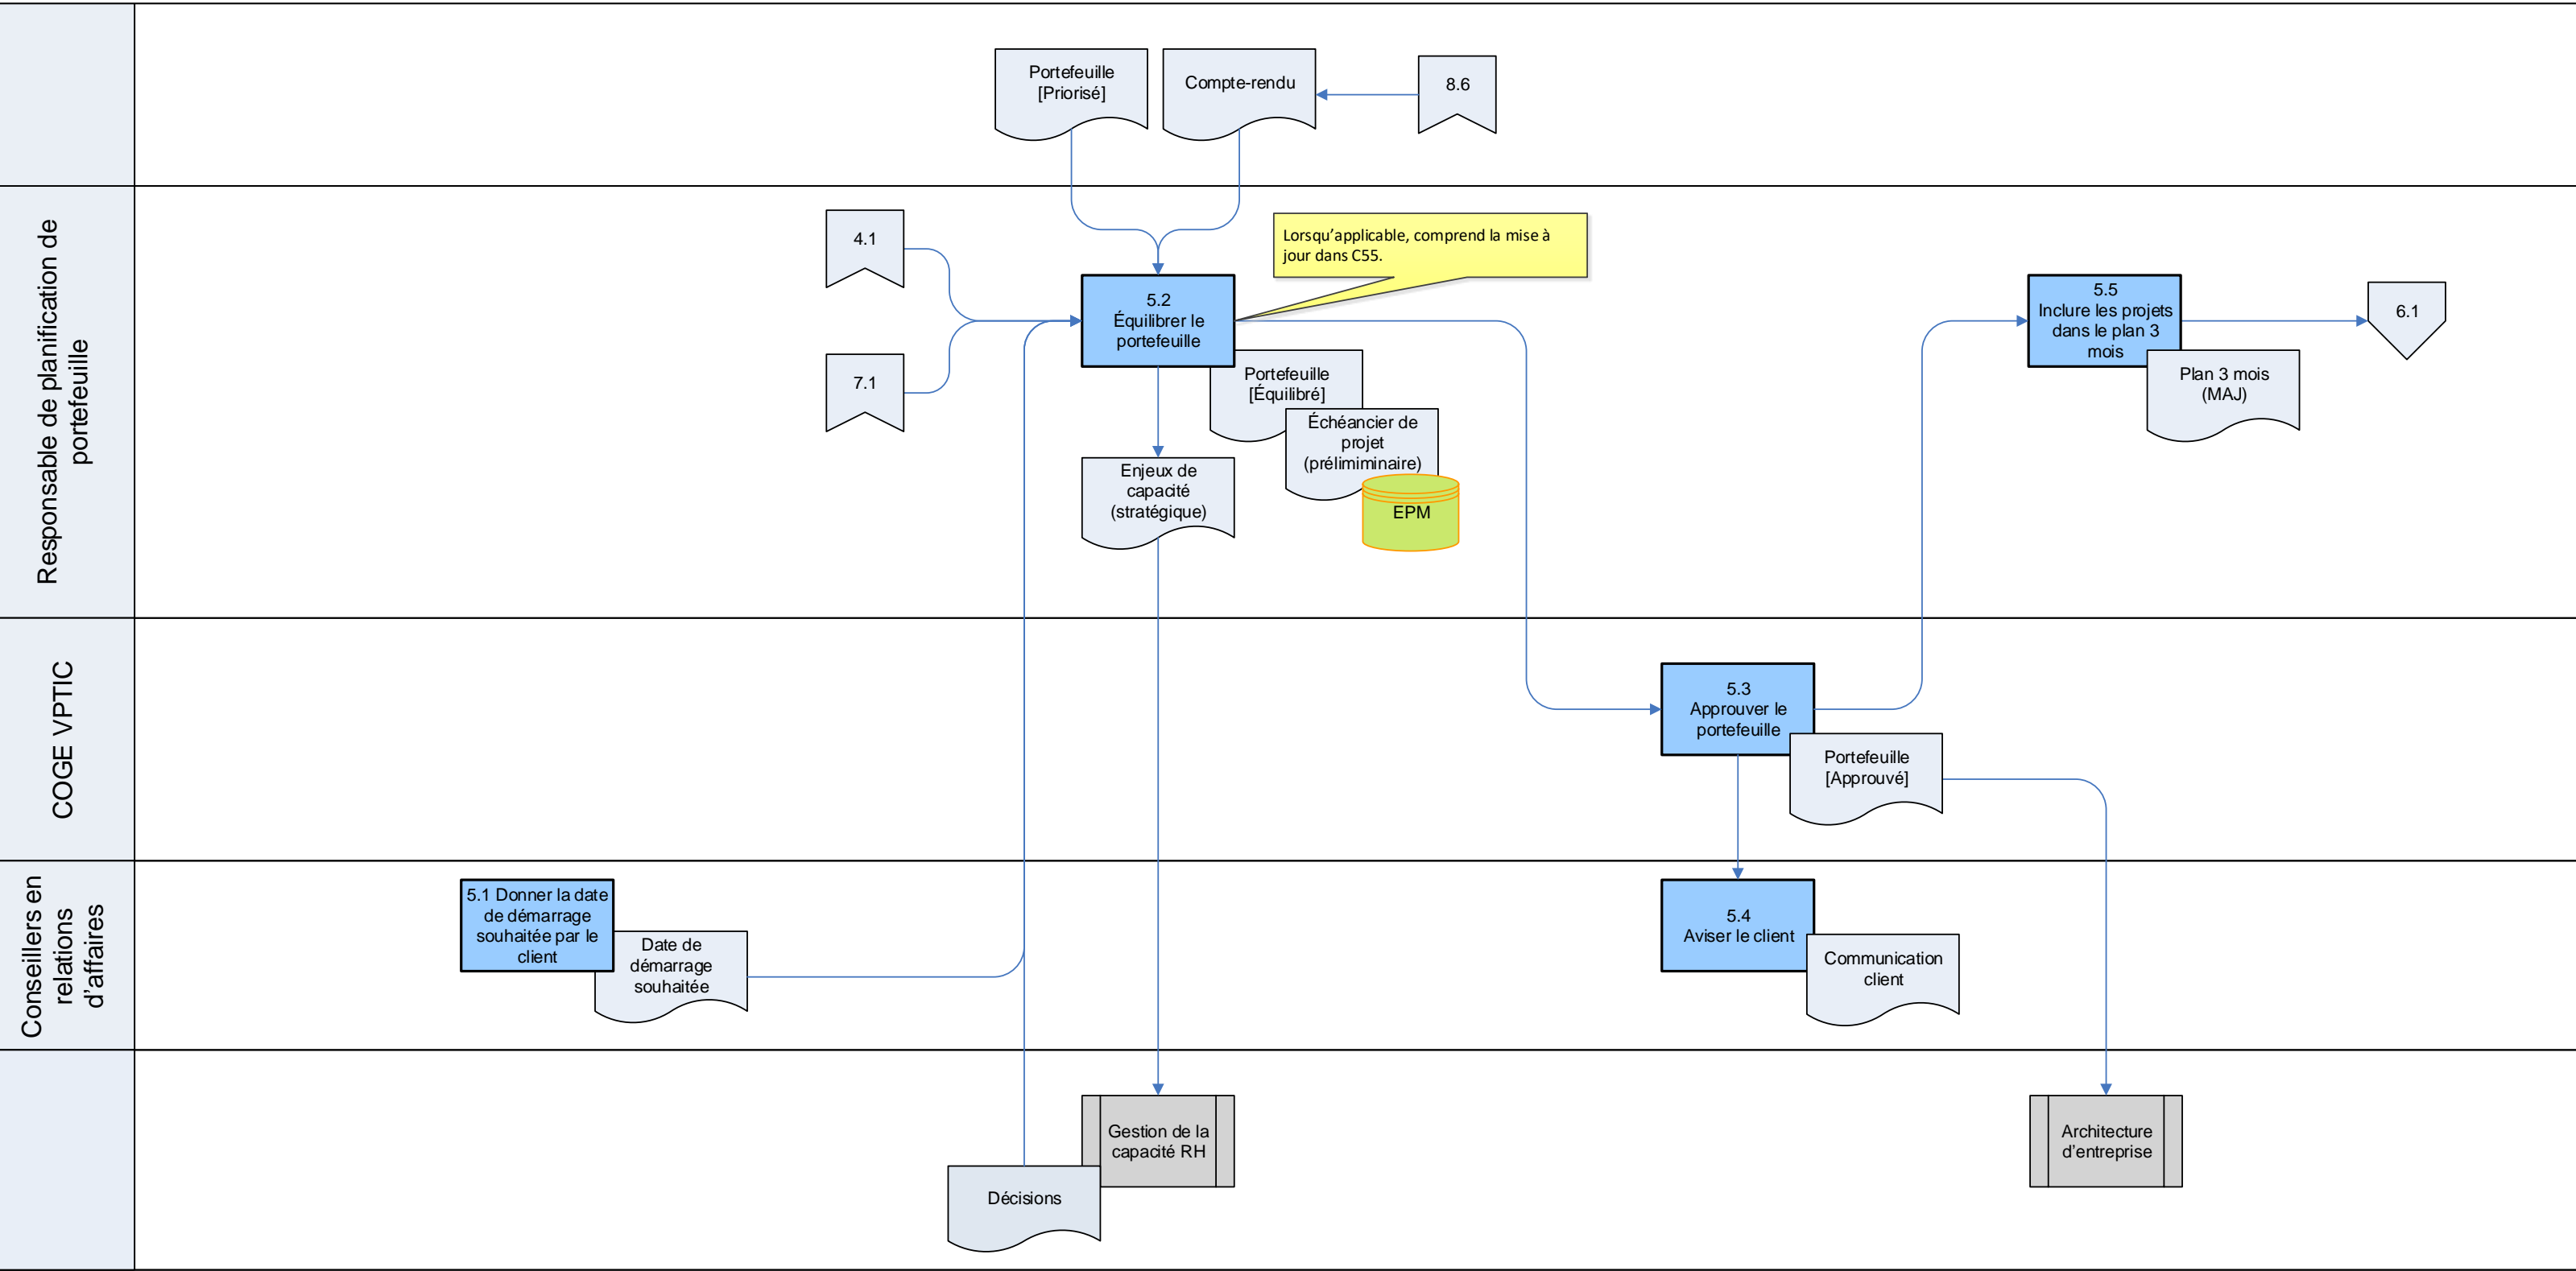 Portefeuille
[Priorisé]
Compte-rendu
8.6
Responsable de planification de
portefeuille
4.1
7.1
Lorsqu'applicable, comprend la mise à
jour dans C55.
5.2
Équilibrer le
portefeuille
Portefeuille
[Équilibré]
Échéancier de
projet
(prélimiminaire)
EPM
Enjeux de
capacité
(stratégique)
5.5
Inclure les projets
dans le plan 3
mois
Plan 3 mois
(MAJ)
6.1
COGE VPTIC
5.3
Approuver le
portefeuille
Portefeuille
[Approuvé]
Conseillers en
relations
d'affaires
5.1 Donner la date
de démarrage
souhaitée par le
client
Date de
démarrage
souhaitée
5.4
Aviser le client
Communication
client
Gestion de la
capacité RH
Décisions
Architecture
d'entreprise